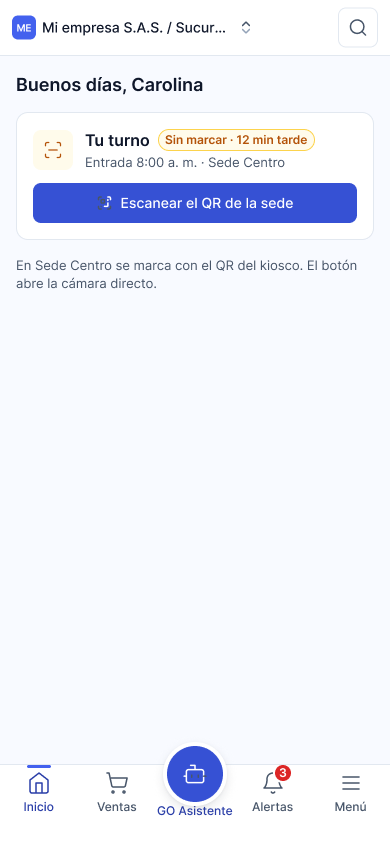 ME Mi empresa S.A.S. / Sucur...
Buenos días, Carolina
Tu turno Sin marcar · 12 min tarde
Entrada 8:00 a. m. · Sede Centro
Escanear el QR de la sede
En Sede Centro se marca con el QR del kiosco. El botón
abre la cámara directo.
3
Inicio Ventas GO Asistente Alertas Menú